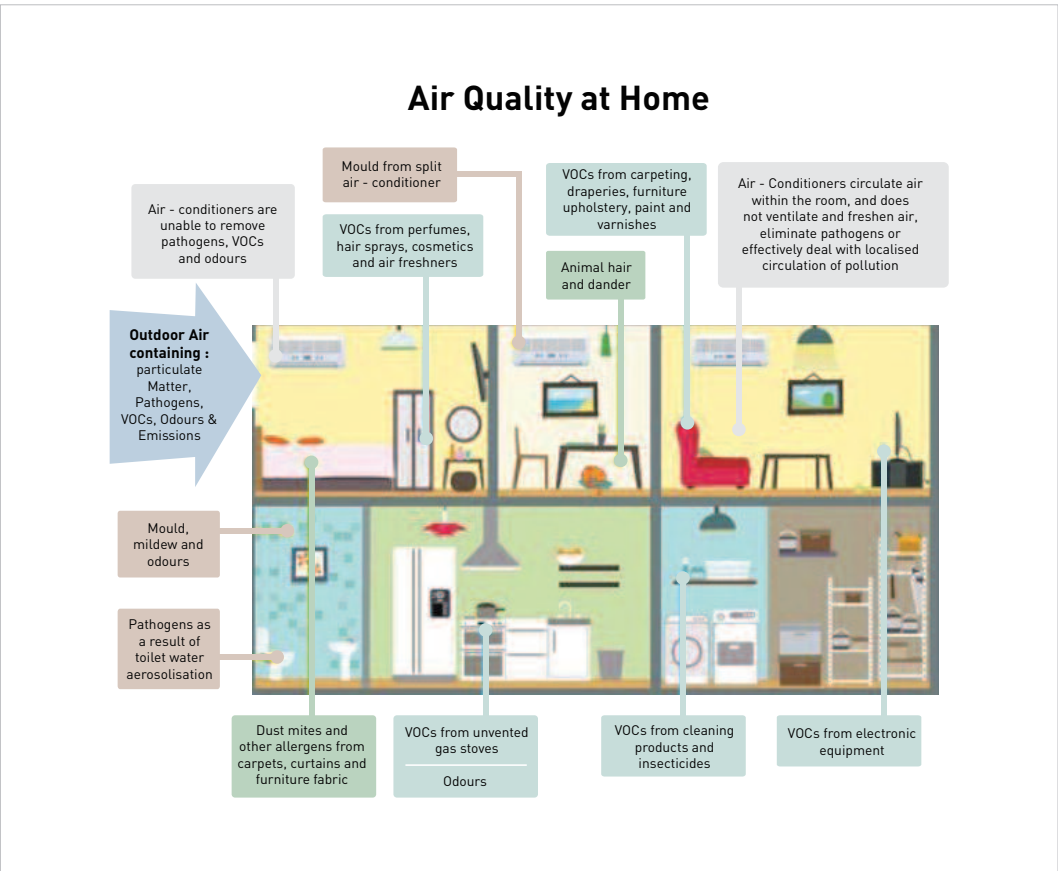 Air Quality at Home
Mould from split
air - conditioner
VOCs from carpeting,
draperies, furniture
upholstery, paint and
varnishes
Air - Conditioners circulate air
within the room, and does
not ventilate and freshen air,
eliminate pathogens or
effectively deal with localised
circulation of pollution
Air - conditioners are
unable to remove
pathogens, VOCs
and odours
VOCs from perfumes,
hair sprays, cosmetics
and air freshners
Animal hair
and dander
Outdoor Air
containing :
particulate
Matter,
Pathogens,
VOCs, Odours &
Emissions
Mould,
mildew and
odours
Pathogens as
a result of
toilet water
aerosolisation
Dust mites and
other allergens from
carpets, curtains and
furniture fabric
VOCs from unvented
gas stoves
Odours
VOCs from cleaning
products and
insecticides
VOCs from electronic
equipment